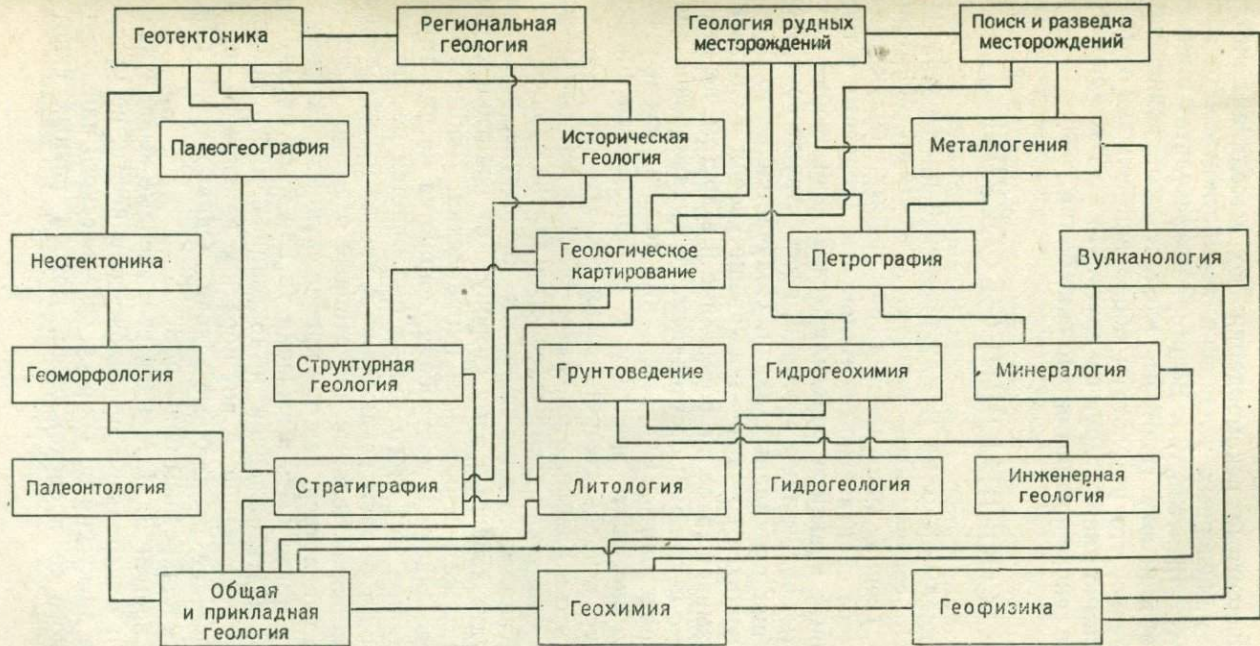 Геотектоника
Региональная
геология
Геология рудных
месторождений
Поиск и разведка
месторождений
Палеогеография
Историческая
геология
Металлогения
Неотектоника
Геологическое
картирование
Петрография
Вулканология
Геоморфология
Структурная
геология
Грунтоведение
Гидрогеохимия
Минералогия
Палеонтология
Стратиграфия
Литология
Гидрогеология
Инженерная
геология
Общая
и прикладная
геология
Геохимия
Геофизика